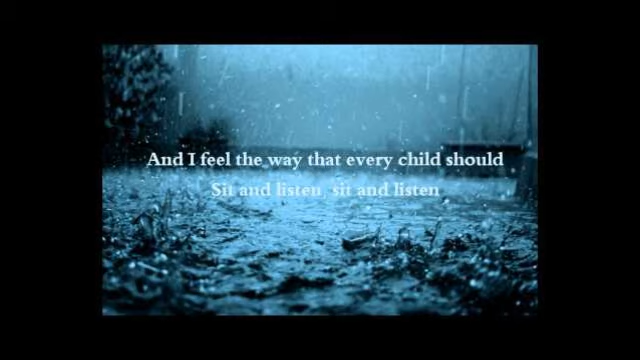 And I feel the way that every child should
Sit and listen, sit and listen